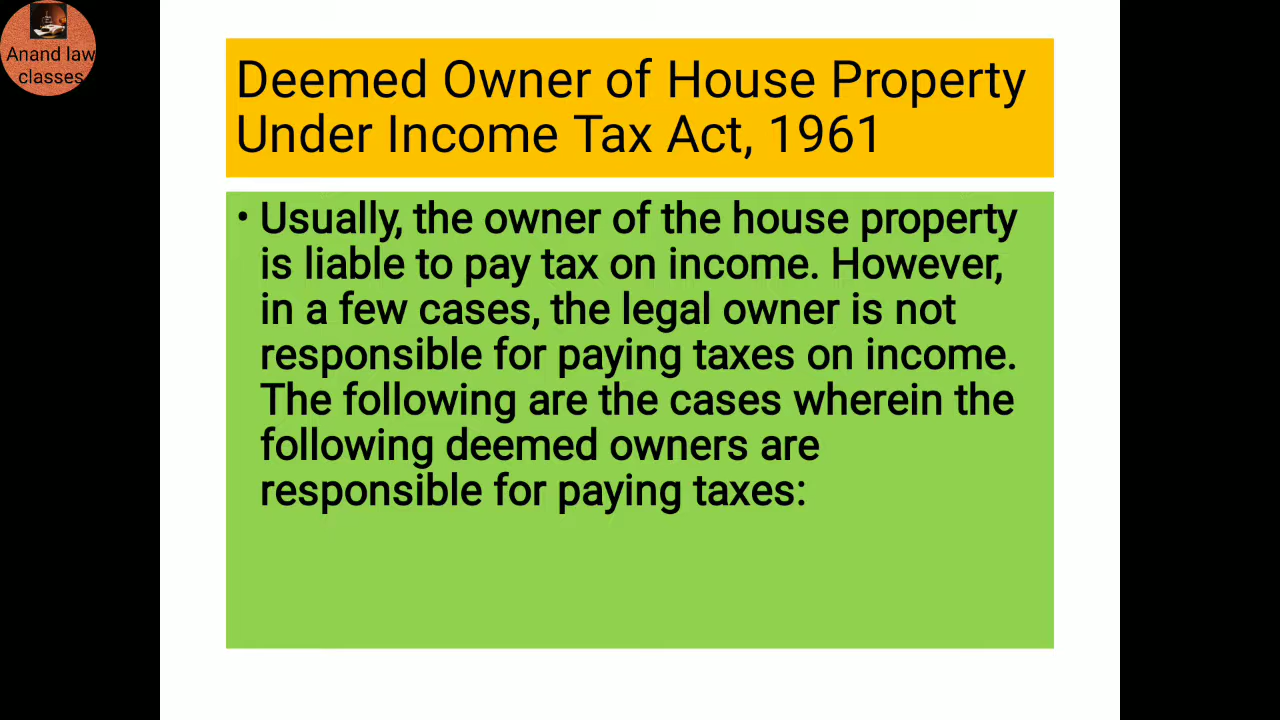 Anand law
classes
Deemed Owner of House Property
Under Income Tax Act, 1961
• Usually, the owner of the house property
is liable to pay tax on income. However,
in a few cases, the legal owner is not
responsible for paying taxes on income.
The following are the cases wherein the
following deemed owners are
responsible for paying taxes: